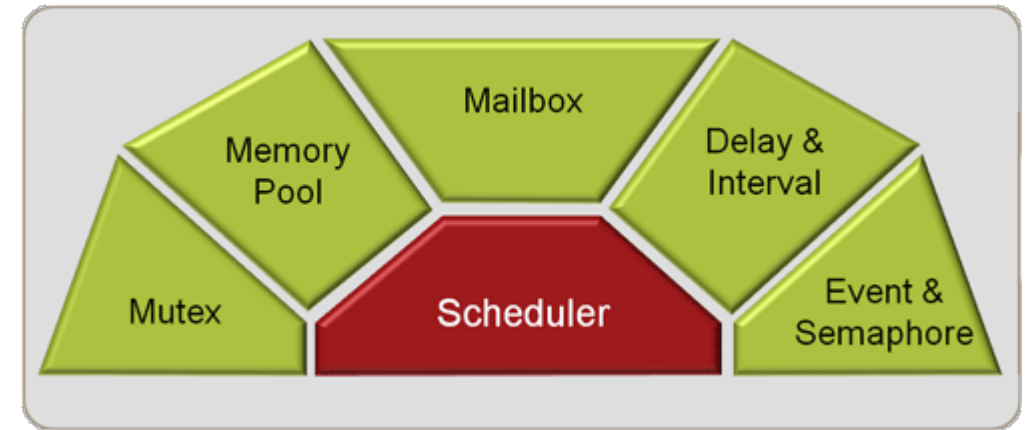 Mailbox
Memory
Pool
Delay &
Interval
Mutex
Scheduler
Event &
Semaphore